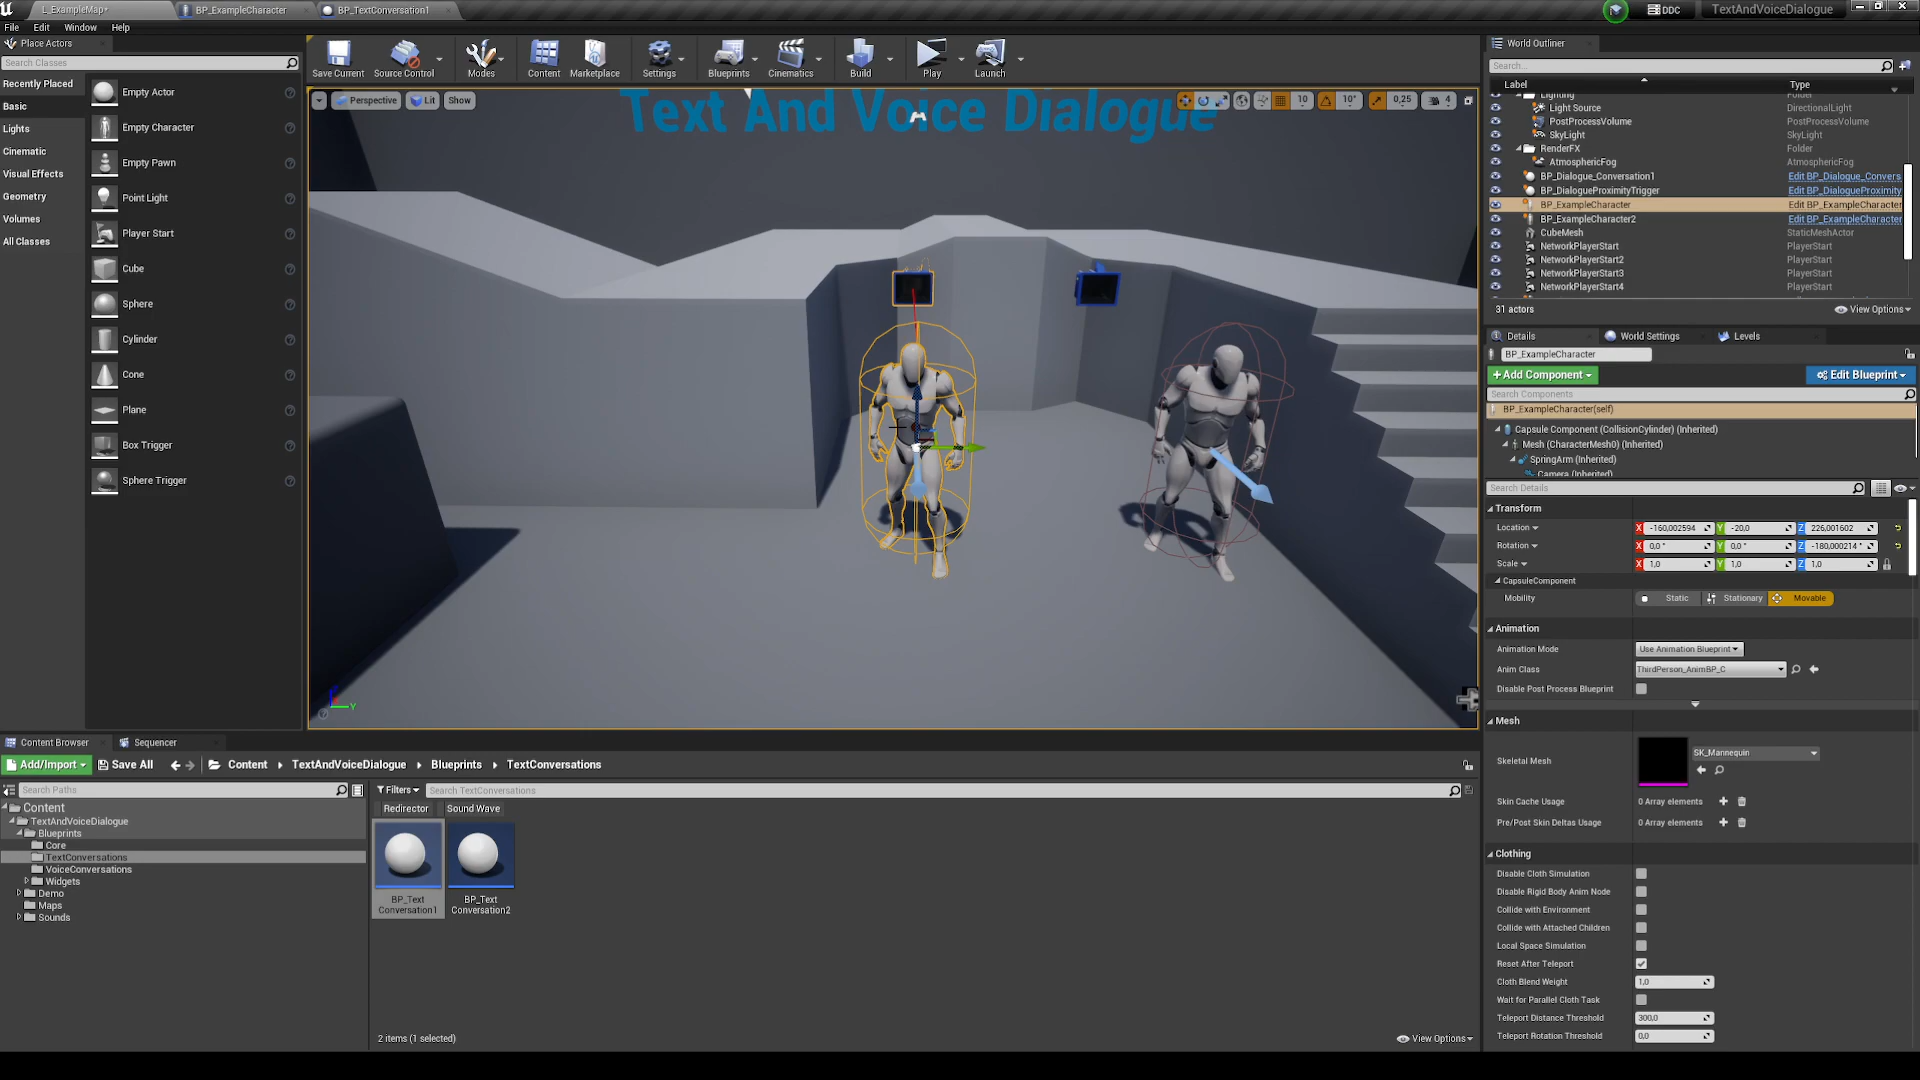 L_ExampleMap*
BP_ExampleCharacter
BP_TextConversation1
DDC
TextAndVoiceDialogue
File Edit Window Help
Place Actors
Search Classes
Recently Placed
Basic
Lights
Cinematic
Visual Effects
Geometry
Volumes
All Classes
Empty Actor
Empty Character
Empty Pawn
Point Light
Player Start
Cube
Sphere
Cylinder
Cone
Plane
Box Trigger
Sphere Trigger
Save Current
Source Control
Modes
Content
Marketplace
Settings
Blueprints
Cinematics
Build
Play
Launch
Perspective
Lit
Show
10
10°
0,25
4
Text And Voice Dialogue
Y
World Outliner
Search...
Label Type
Lighting Folder
Light Source DirectionalLight
PostProcessVolume PostProcessVolume
SkyLight SkyLight
RenderFX Folder
AtmosphericFog AtmosphericFog
BP_Dialogue_Conversation1 Edit BP_Dialogue_Convers
BP_DialogueProximityTrigger Edit BP_DialogueProximity
BP_ExampleCharacter Edit BP_ExampleCharacter
BP_ExampleCharacter2 Edit BP_ExampleCharacter
CubeMesh StaticMeshActor
NetworkPlayerStart PlayerStart
NetworkPlayerStart2 PlayerStart
NetworkPlayerStart3 PlayerStart
NetworkPlayerStart4 PlayerStart
31 actors
View Options
Details
World Settings
Levels
BP_ExampleCharacter
+Add Component
Edit Blueprint
Search Components
BP_ExampleCharacter(self)
Capsule Component (CollisionCylinder) (Inherited)
Mesh (CharacterMesh0) (Inherited)
SpringArm (Inherited)
Camera (Inherited)
Search Details
Transform
Location X -160,002594 Y -20,0 Z 226,001602
Rotation X 0,0 ° Y 0,0 ° Z -180,000214 °
Scale X 1,0 Y 1,0 Z 1,0
CapsuleComponent
Mobility Static Stationary Movable
Animation
Animation Mode Use Animation Blueprint
Anim Class ThirdPerson_AnimBP_C
Disable Post Process Blueprint
Mesh
Skeletal Mesh SK_Mannequin
Skin Cache Usage 0 Array elements
Pre/Post Skin Deltas Usage 0 Array elements
Clothing
Disable Cloth Simulation
Disable Rigid Body Anim Node
Collide with Environment
Collide with Attached Children
Local Space Simulation
Reset After Teleport
Cloth Blend Weight 1,0
Wait for Parallel Cloth Task
Teleport Distance Threshold 300,0
Teleport Rotation Threshold 0,0
Content Browser
Sequencer
Add/Import
Save All
Content
TextAndVoiceDialogue
Blueprints
TextConversations
Search Paths
Content
TextAndVoiceDialogue
Blueprints
Core
TextConversations
VoiceConversations
Widgets
Demo
Maps
Sounds
Filters
Search TextConversations
Redirector
Sound Wave
BP_Text
Conversation1
BP_Text
Conversation2
2 items (1 selected)
View Options